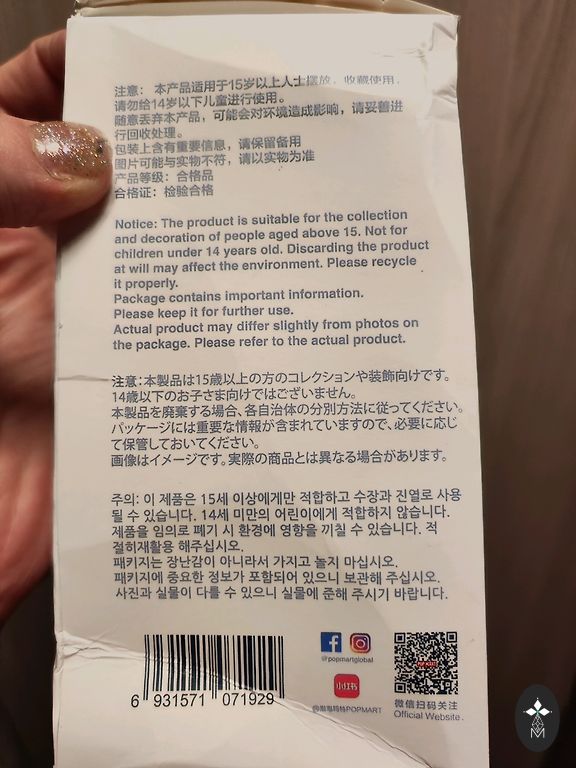 注意：本产品适用于15岁以上人士摆放、收藏使用，
请勿给14岁以下儿童进行使用。
随意丢弃本产品，可能会对环境造成影响，请妥善进
行回收处理。
包装上含有重要信息，请保留备用
图片可能与实物不符，请以实物为准
产品等级：合格品
合格证：检验合格
Notice: The product is suitable for the collection
and decoration of people aged above 15. Not for
children under 14 years old. Discarding the product
at will may affect the environment. Please recycle
it properly.
Package contains important information.
Please keep it for further use.
Actual product may differ slightly from photos on
the package. Please refer to the actual product.
注意:本製品は15歳以上の方のコレクションや装飾向けです。
14歳以下のお子さま向けではございません。
本製品を廃棄する場合、各自治体の分別方法に従ってください。
パッケージには重要な情報が含まれていますので、必要に応じ
て保管しておいてください。
画像はイメージです。実際の商品とは異なる場合があります。
주의: 이 제품은 15세 이상에게만 적합하고 수장과 진열로 사용
될 수 있습니다. 14세 미만의 어린이에게 적합하지 않습니다.
제품을 임의로 폐기 시 환경에 영향을 끼칠 수 있습니다. 적
절히재활용 해주십시오.
패키지는 장난감이 아니라서 가지고 놀지 마십시오.
패키지에 중요한 정보가 포함되어 있으니 보관해 주십시오.
사진과 실물이 다를 수 있으니 실물에 준해 주시기 바랍니다.
@popmartglobal
小红书
@泡泡玛特POPMART
POP MART
微信扫码关注
Official Website.
6 931571 071929
M